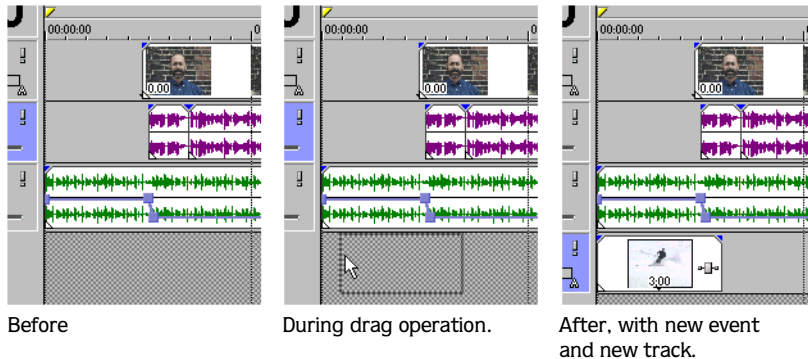 00:00:00
00:00:00
00:00:00
0.00
0.00
0.00
A
A
3:00
A
Before
During drag operation.
After, with new event
and new track.